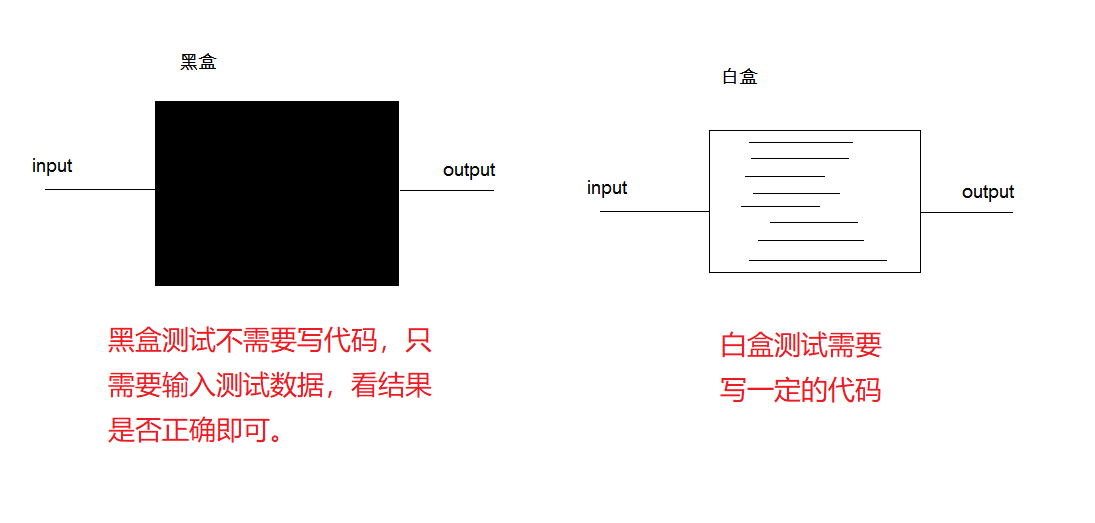 黑盒
input
output
黑盒测试不需要写代码，只
需要输入测试数据，看结果
是否正确即可。
白盒
input
output
白盒测试需要
写一定的代码